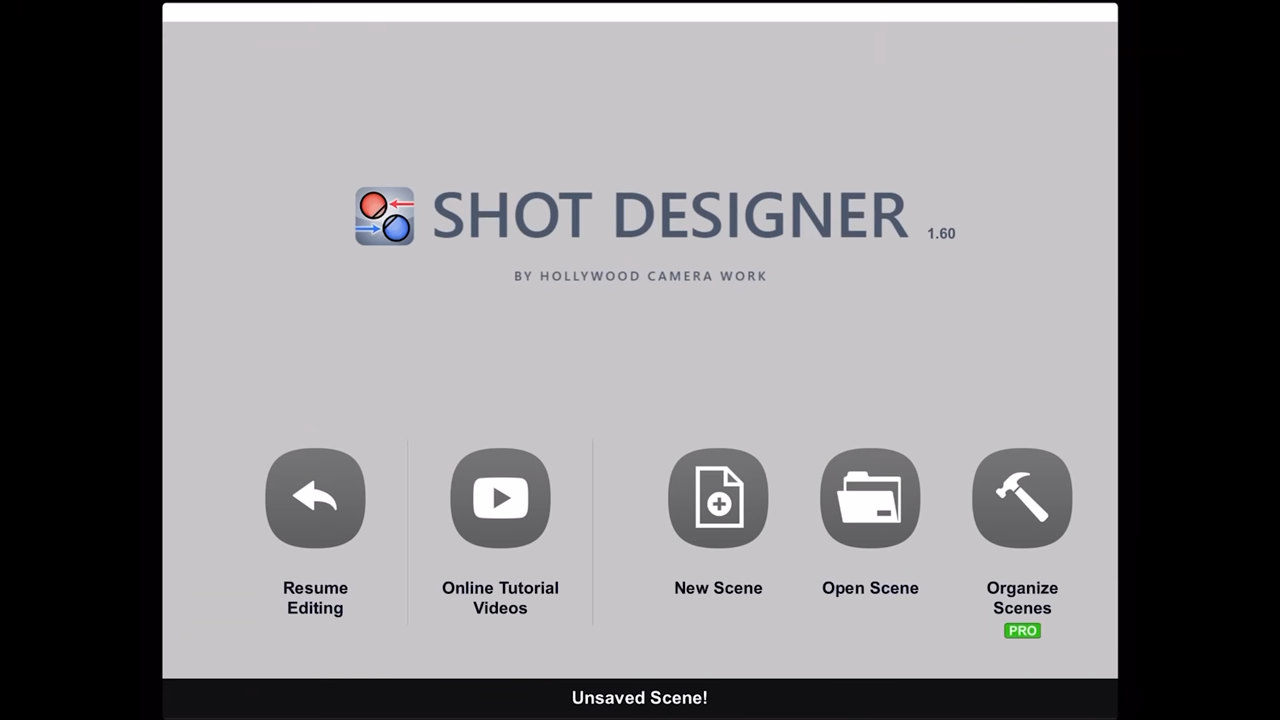 SHOT DESIGNER 1.60
BY HOLLYWOOD CAMERA WORK
Resume
Editing
Online Tutorial
Videos
New Scene
Open Scene
Organize
Scenes
PRO
Unsaved Scene!